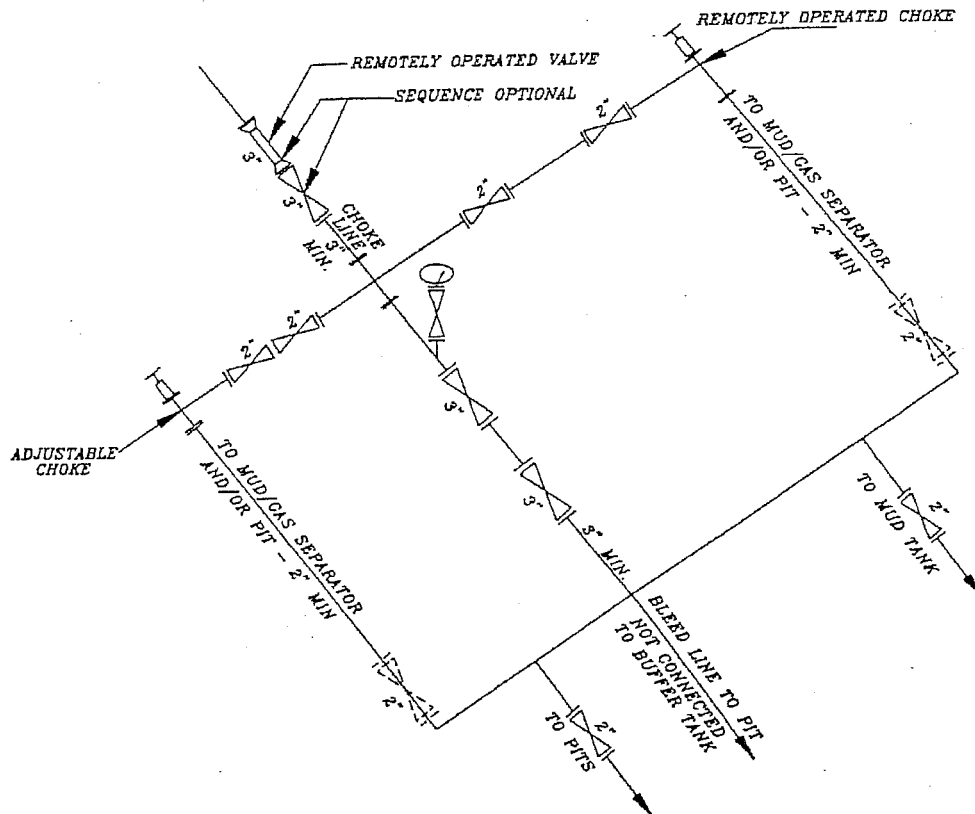 REMOTELY OPERATED CHOKE
REMOTELY OPERATED VALVE
SEQUENCE OPTIONAL
3"
3"
CHOKE
LINE
3"
MIN.
2"
2"
TO MUD/GAS SEPARATOR
AND/OR PIT - 2" MIN
2"
2"
2"
ADJUSTABLE
CHOKE
TO MUD/GAS SEPARATOR
AND/OR PIT - 2" MIN
2"
3"
3"
3" MIN.
TO MUD TANK
2"
BLEED LINE TO PIT
NOT CONNECTED
TO BUFFER TANK
TO PITS
2"